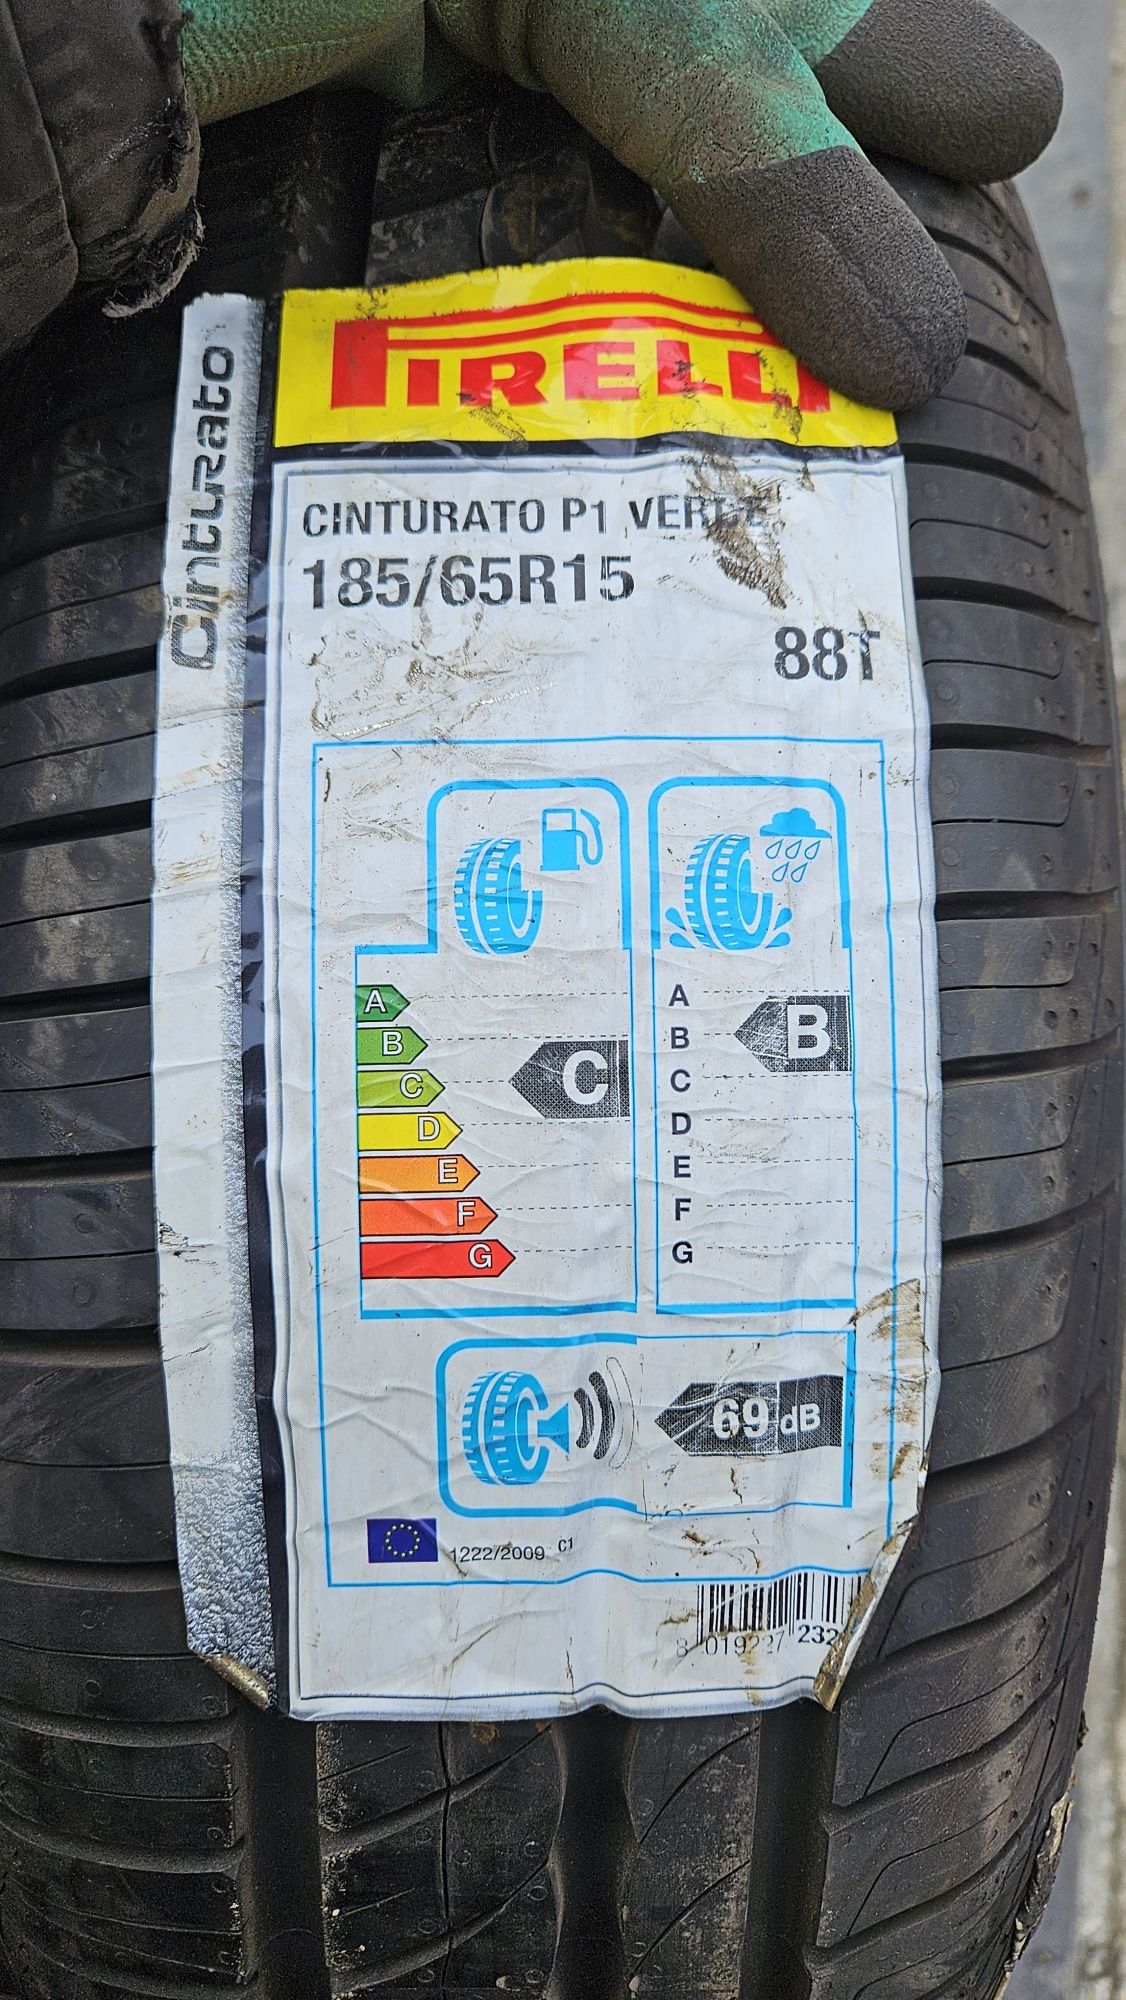 PIRELLI
Cinturato
CINTURATO P1 VERDE
185/65R15
88T
A
B
C
D
E
F
G
C
A
B
C
D
E
F
G
B
69 dB
1222/2009 C1
8 019227 232